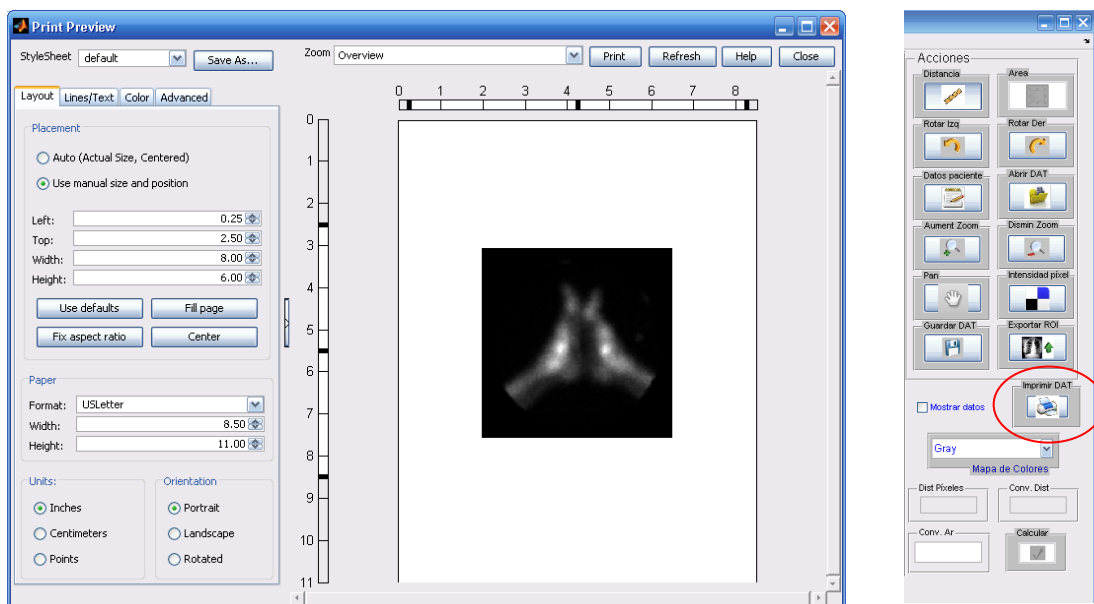 Print Preview
StyleSheet default Save As... Zoom Overview Print Refresh Help Close
Layout Lines/Text Color Advanced
Placement
Auto (Actual Size, Centered)
Use manual size and position
Left: 0.25
Top: 2.50
Width: 8.00
Height: 6.00
Use defaults Fill page
Fix aspect ratio Center
Paper
Format: USLetter
Width: 8.50
Height: 11.00
Units: Orientation
Inches Portrait
Centimeters Landscape
Points Rotated
0 1 2 3 4 5 6 7 8
0
1
2
3
4
5
6
7
8
9
10
11
Acciones
Distancia Area
Rotar Izq Rotar Der
Datos paciente Abrir DAT
Aument Zoom Dismin Zoom
Pan Intensidad píxel
Guardar DAT Exportar ROI
Imprimir DAT
Mostrar datos
Gray
Mapa de Colores
Dist Píxeles Conv. Dist
Conv. Ar Calcular